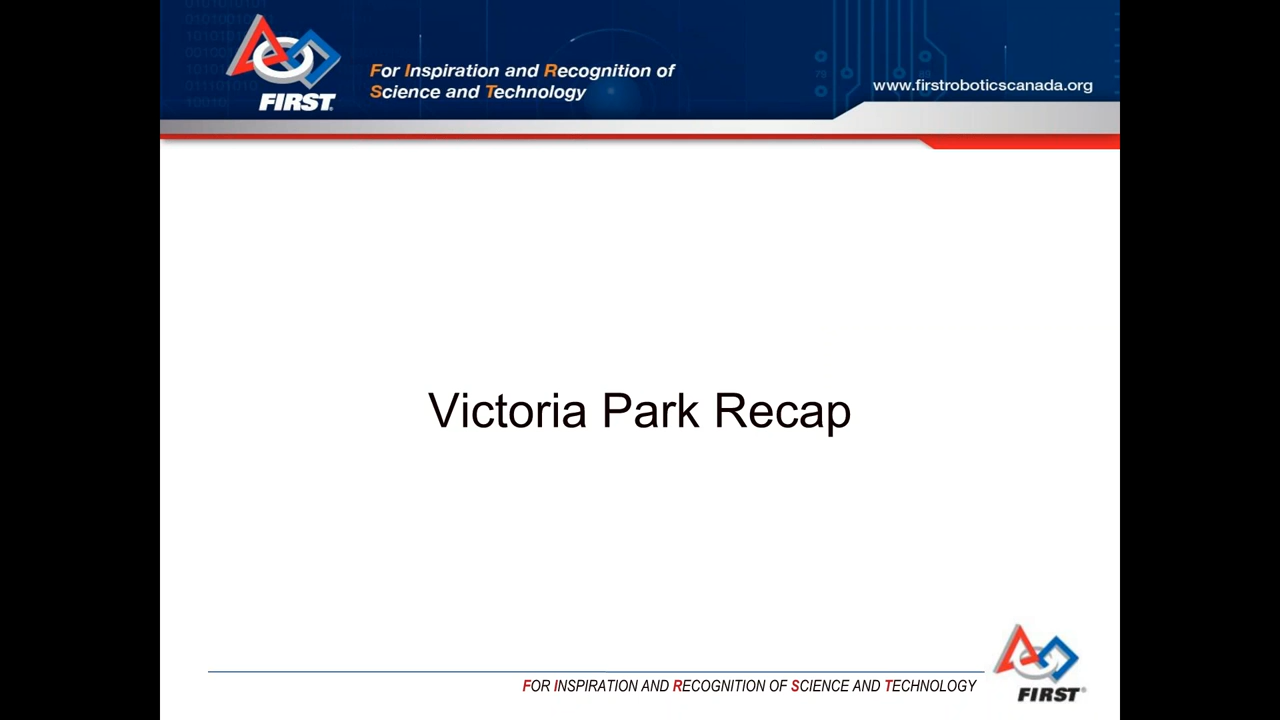 For Inspiration and Recognition of
Science and Technology
FIRST
www.firstroboticscanada.org
Victoria Park Recap
FOR INSPIRATION AND RECOGNITION OF SCIENCE AND TECHNOLOGY
FIRST